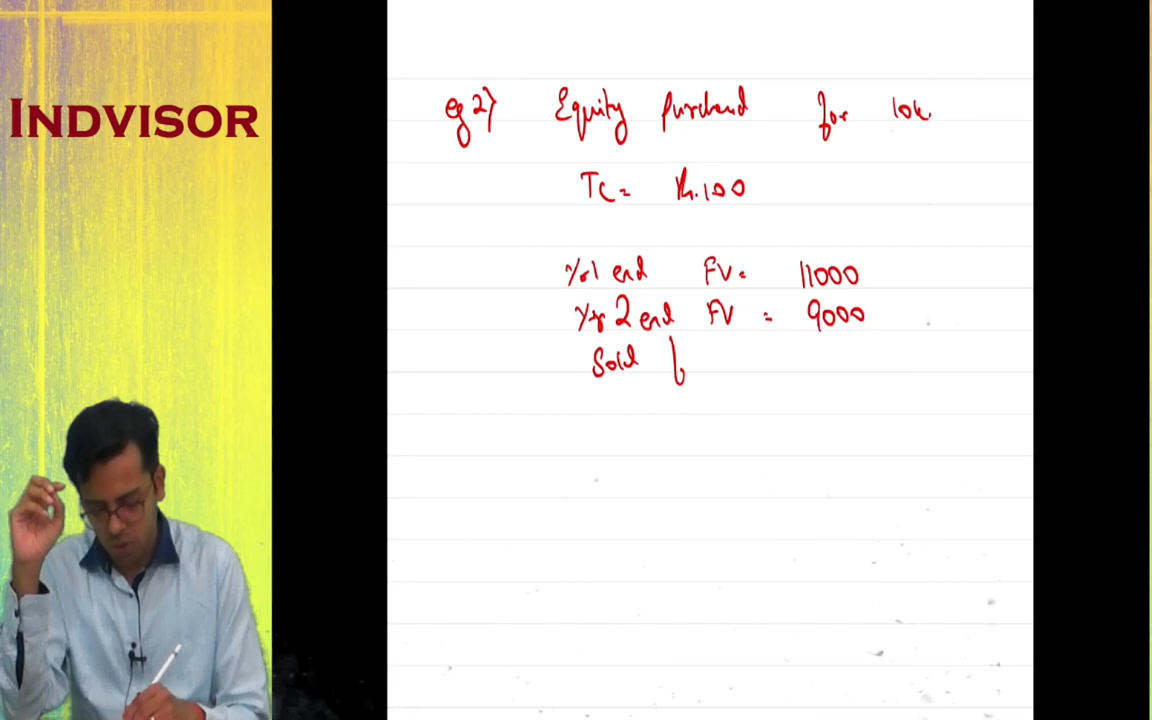 INDVISOR
eg 2) Equity purchased for 10k.
TC = Rs.100
Yr 1 end FV = 11000
Yr 2 end FV = 9000
Sold f